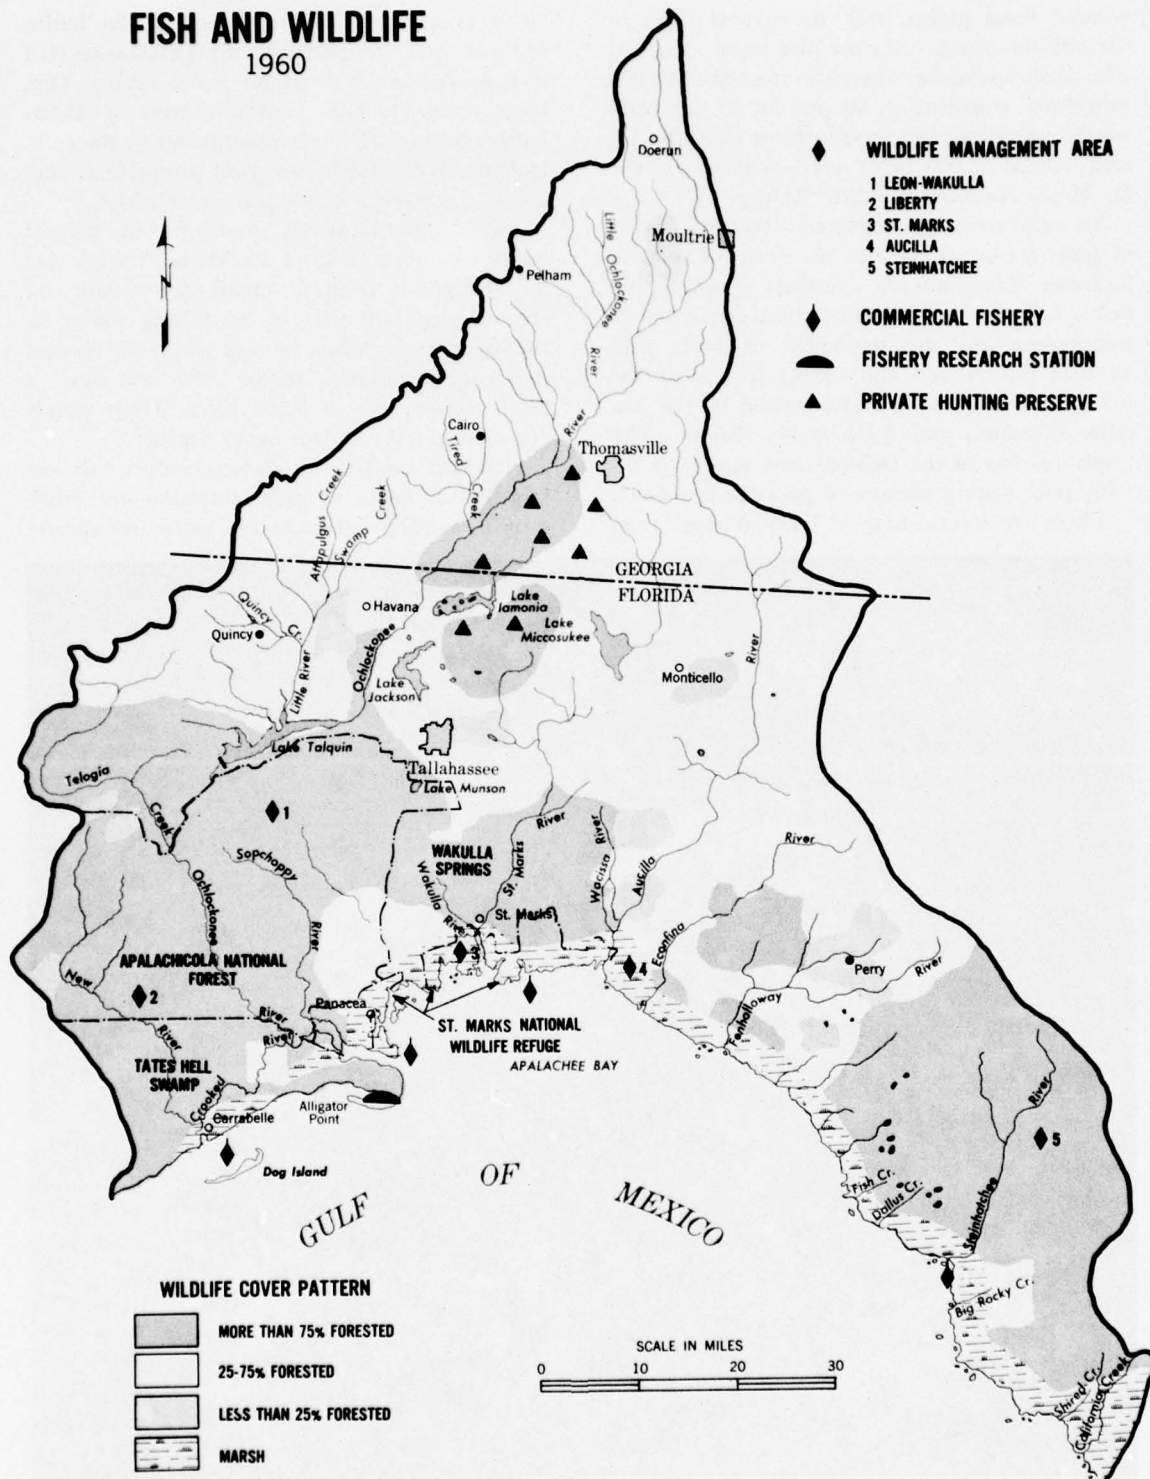 FISH AND WILDLIFE
1960
WILDLIFE MANAGEMENT AREA
1 LEON-WAKULLA
2 LIBERTY
3 ST. MARKS
4 AUCILLA
5 STEINHATCHEE
COMMERCIAL FISHERY
FISHERY RESEARCH STATION
PRIVATE HUNTING PRESERVE
Doerun
Moultrie
Pelham
Little Ochlockonee River
Cairo
Tired Creek
River
Thomasville
Attapulgus Creek
Swamp Creek
GEORGIA
FLORIDA
Quincy Cr.
Quincy
Havana
Lake
Iamonia
Lake
Miccosukee
Ochlockonee
Little River
Lake
Jackson
Monticello
River
Lake Talquin
Tallahassee
Lake Munson
Telogia
Creek
1
Sopchoppy
River
Ochlockonee
WAKULLA
SPRINGS
Wakulla
River
St. Marks
River
Wacissa River
Aucilla
River
St. Marks
Econfina
4
Perry
Fenholloway
River
APALACHICOLA NATIONAL
FOREST
New
2
River
Panacea
River
River
ST. MARKS NATIONAL
WILDLIFE REFUGE
APALACHEE BAY
TATES HELL
SWAMP
Crooked
Carrabelle
Alligator
Point
Dog Island
GULF
OF
MEXICO
River
5
Steinhatchee
Fish Cr.
Dallus Cr.
Big Rocky Cr.
Shired Cr.
California Creek
WILDLIFE COVER PATTERN
MORE THAN 75% FORESTED
25-75% FORESTED
LESS THAN 25% FORESTED
MARSH
SCALE IN MILES
0 10 20 30